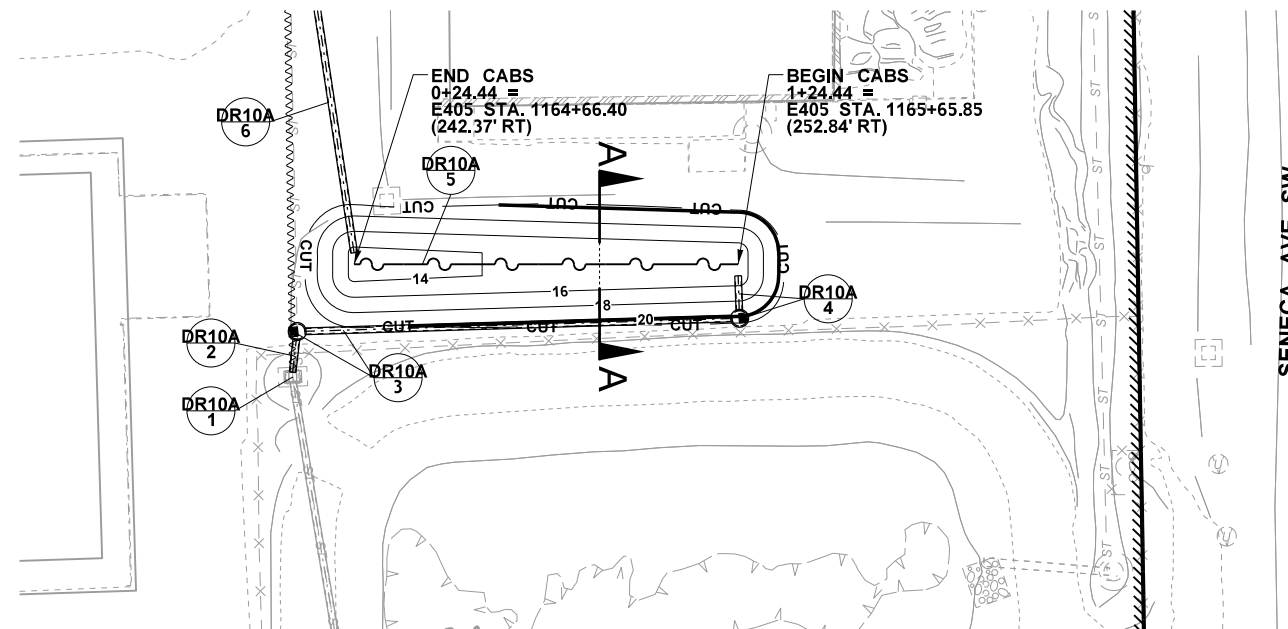 END CABS
0+24.44 =
E405 STA. 1164+66.40
(242.37' RT)
BEGIN CABS
1+24.44 =
E405 STA. 1165+65.85
(252.84' RT)
DR10A
6
DR10A
5
A
CUT
CUT
CUT
CUT
CUT
14
16
18
20
CUT
CUT
CUT
A
DR10A
4
DR10A
2
DR10A
3
DR10A
1
ST
ST
ST
ST
ST
ST
ST
SENECA AVE SW